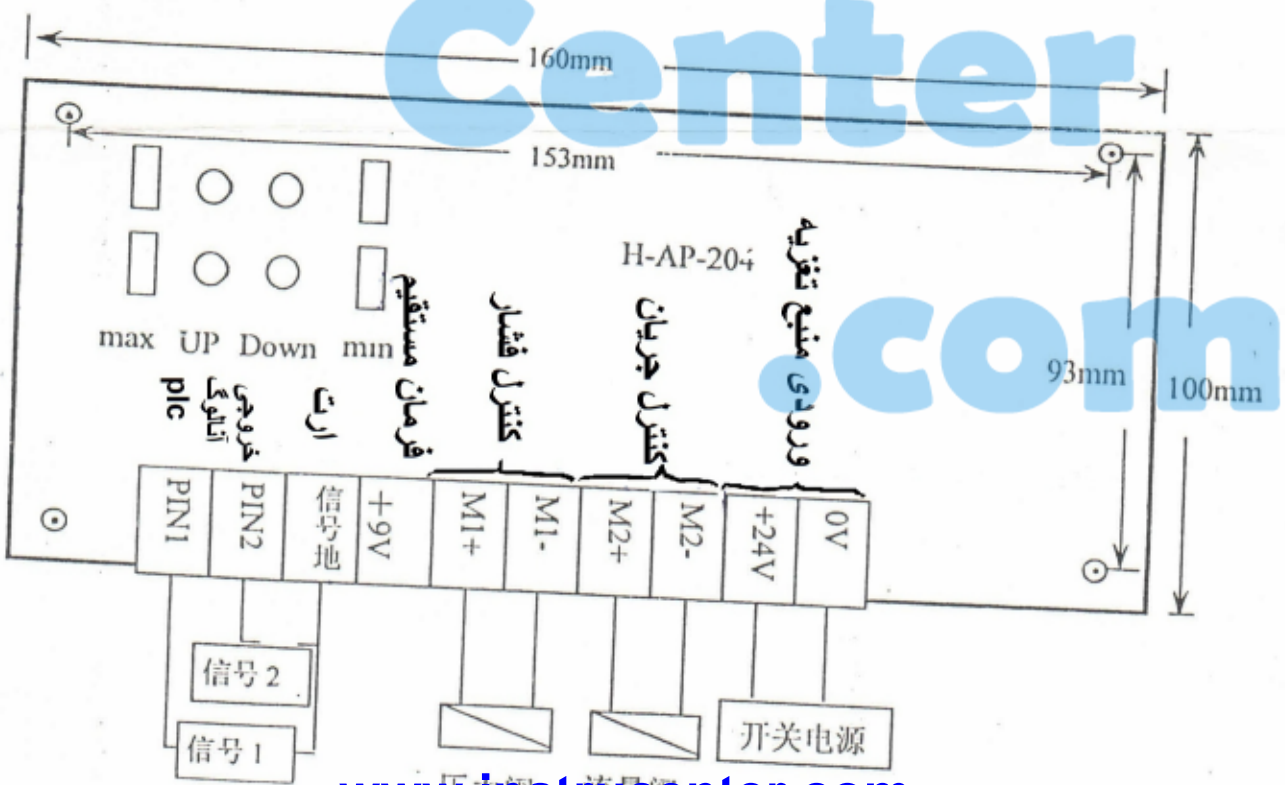 Center
160mm
153mm
H-AP-204
ورودی منبع تغزیه
کنترل جریان
کنترل فشار
فرمان مستقیم
ارت
خروجی
آنالوگ
plc
max UP Down min
.com
93mm
100mm
PIN1 PIN2 信号地 +9V M1+ M1- M2+ M2- +24V 0V
信号2
信号1
开关电源